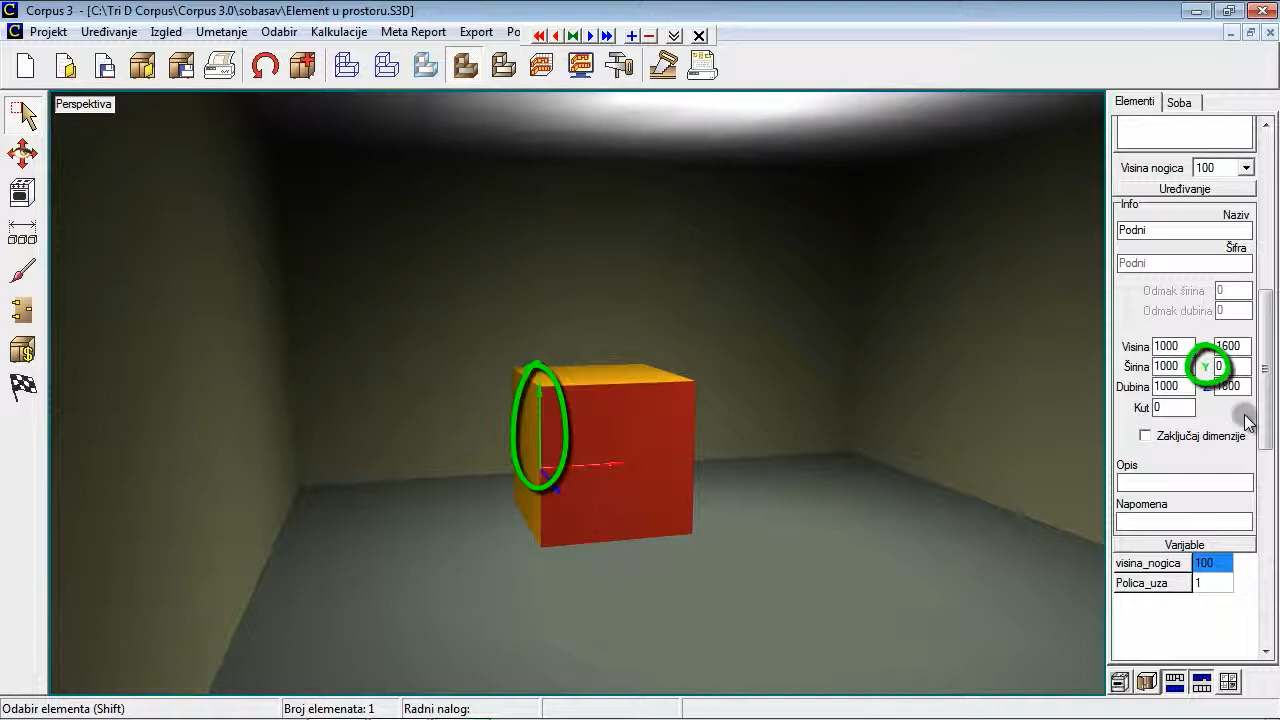 Corpus 3 - [C:\Tri D Corpus\Corpus 3.0\sobasav\Element u prostoru.S3D]
Projekt Uređivanje Izgled Umetanje Odabir Kalkulacije Meta Report Export Po
Perspektiva
Elementi Soba
Visina nogica 100
Uređivanje
Info
Naziv
Podni
Šifra
Podni
Odmak širina 0
Odmak dubina 0
Visina 1000 1600
Širina 1000 Y 0
Dubina 1000 Z 1800
Kut 0
Zaključaj dimenzije
Opis
Napomena
Varijable
visina_nogica 100
Polica_uza 1
Odabir elementa (Shift) Broj elemenata: 1 Radni nalog: